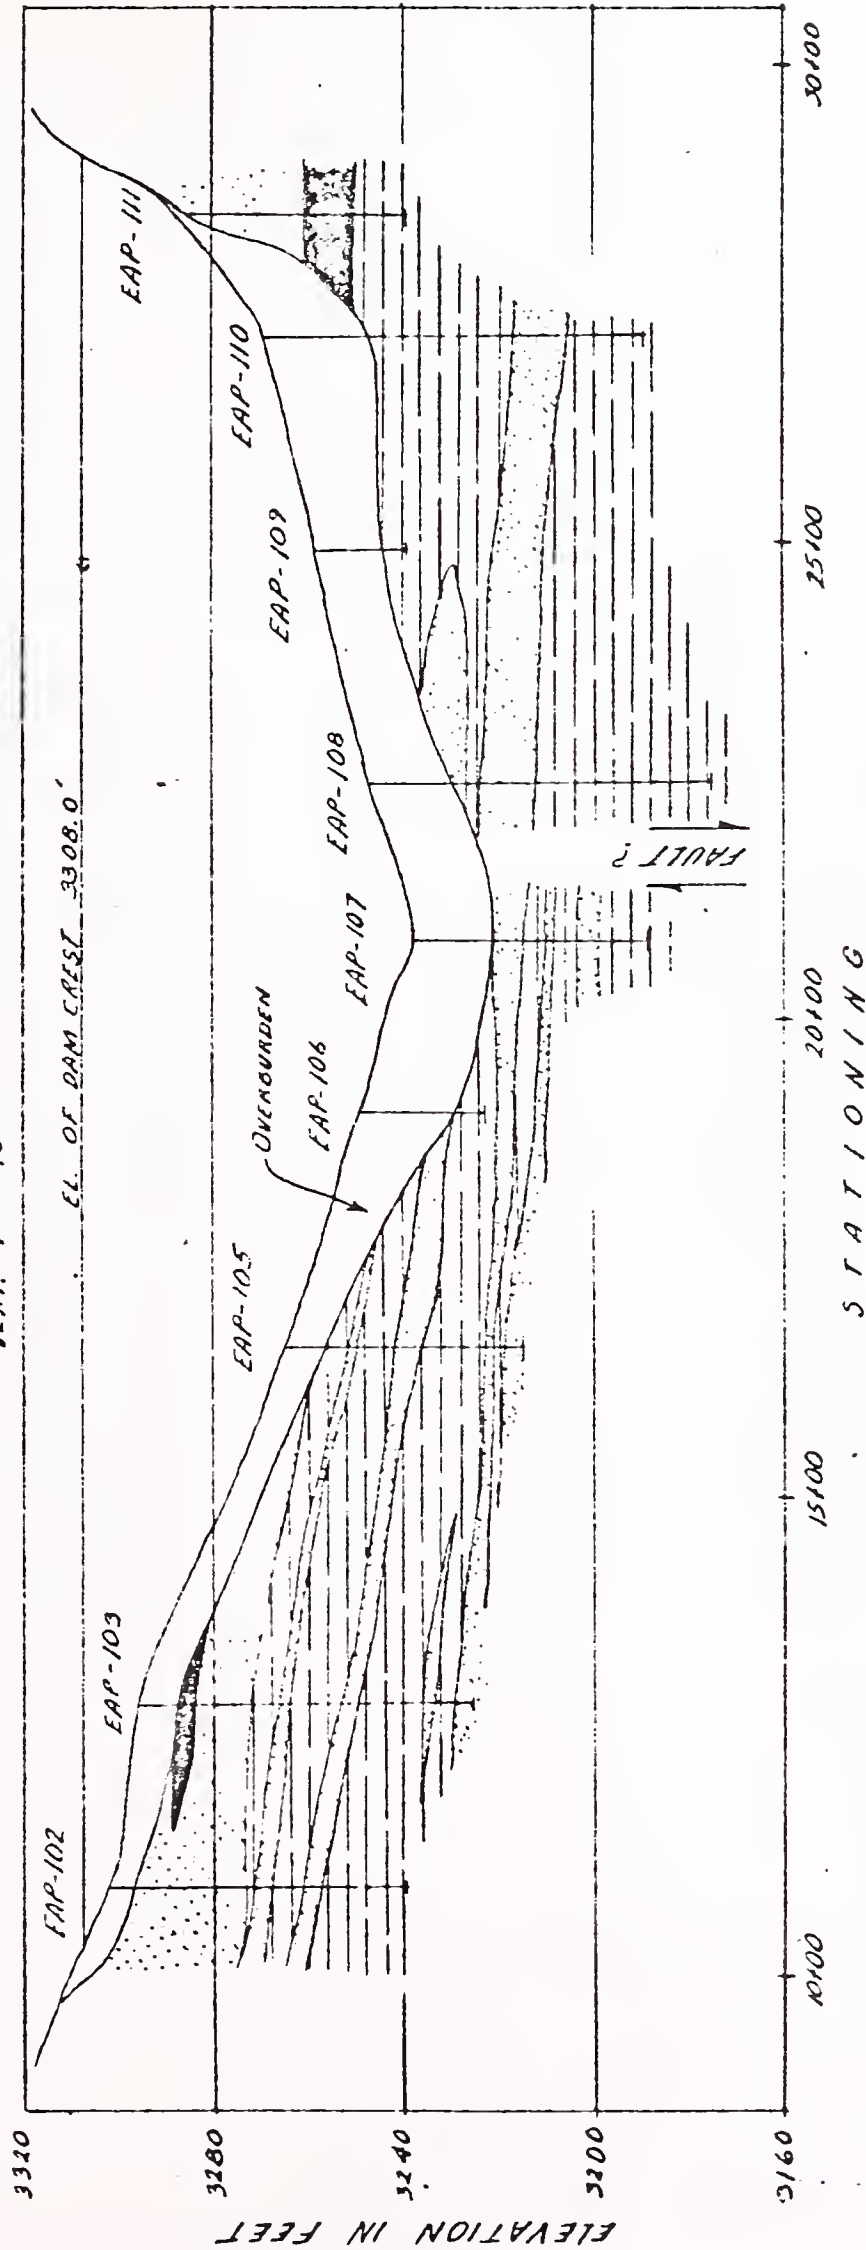 EL. OF DAM CREST 3308.0'
EAP-102
EAP-103
EAP-105
OVERBURDEN
EAP-106
EAP-107
EAP-108
EAP-109
EAP-110
EAP-111
FAULT ?
3320
3280
3240
3200
3160
ELEVATION IN FEET
10+00
15+00
20+00
25+00
30+00
STATIONING